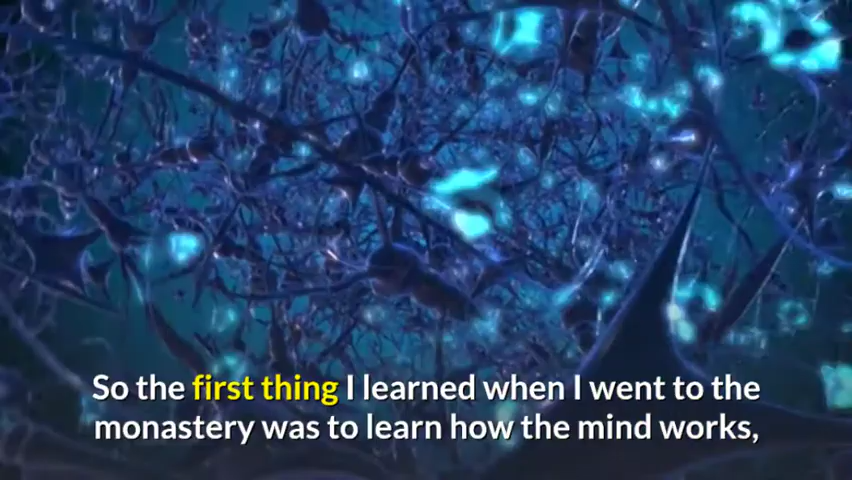 So the first thing I learned when I went to the
monastery was to learn how the mind works,